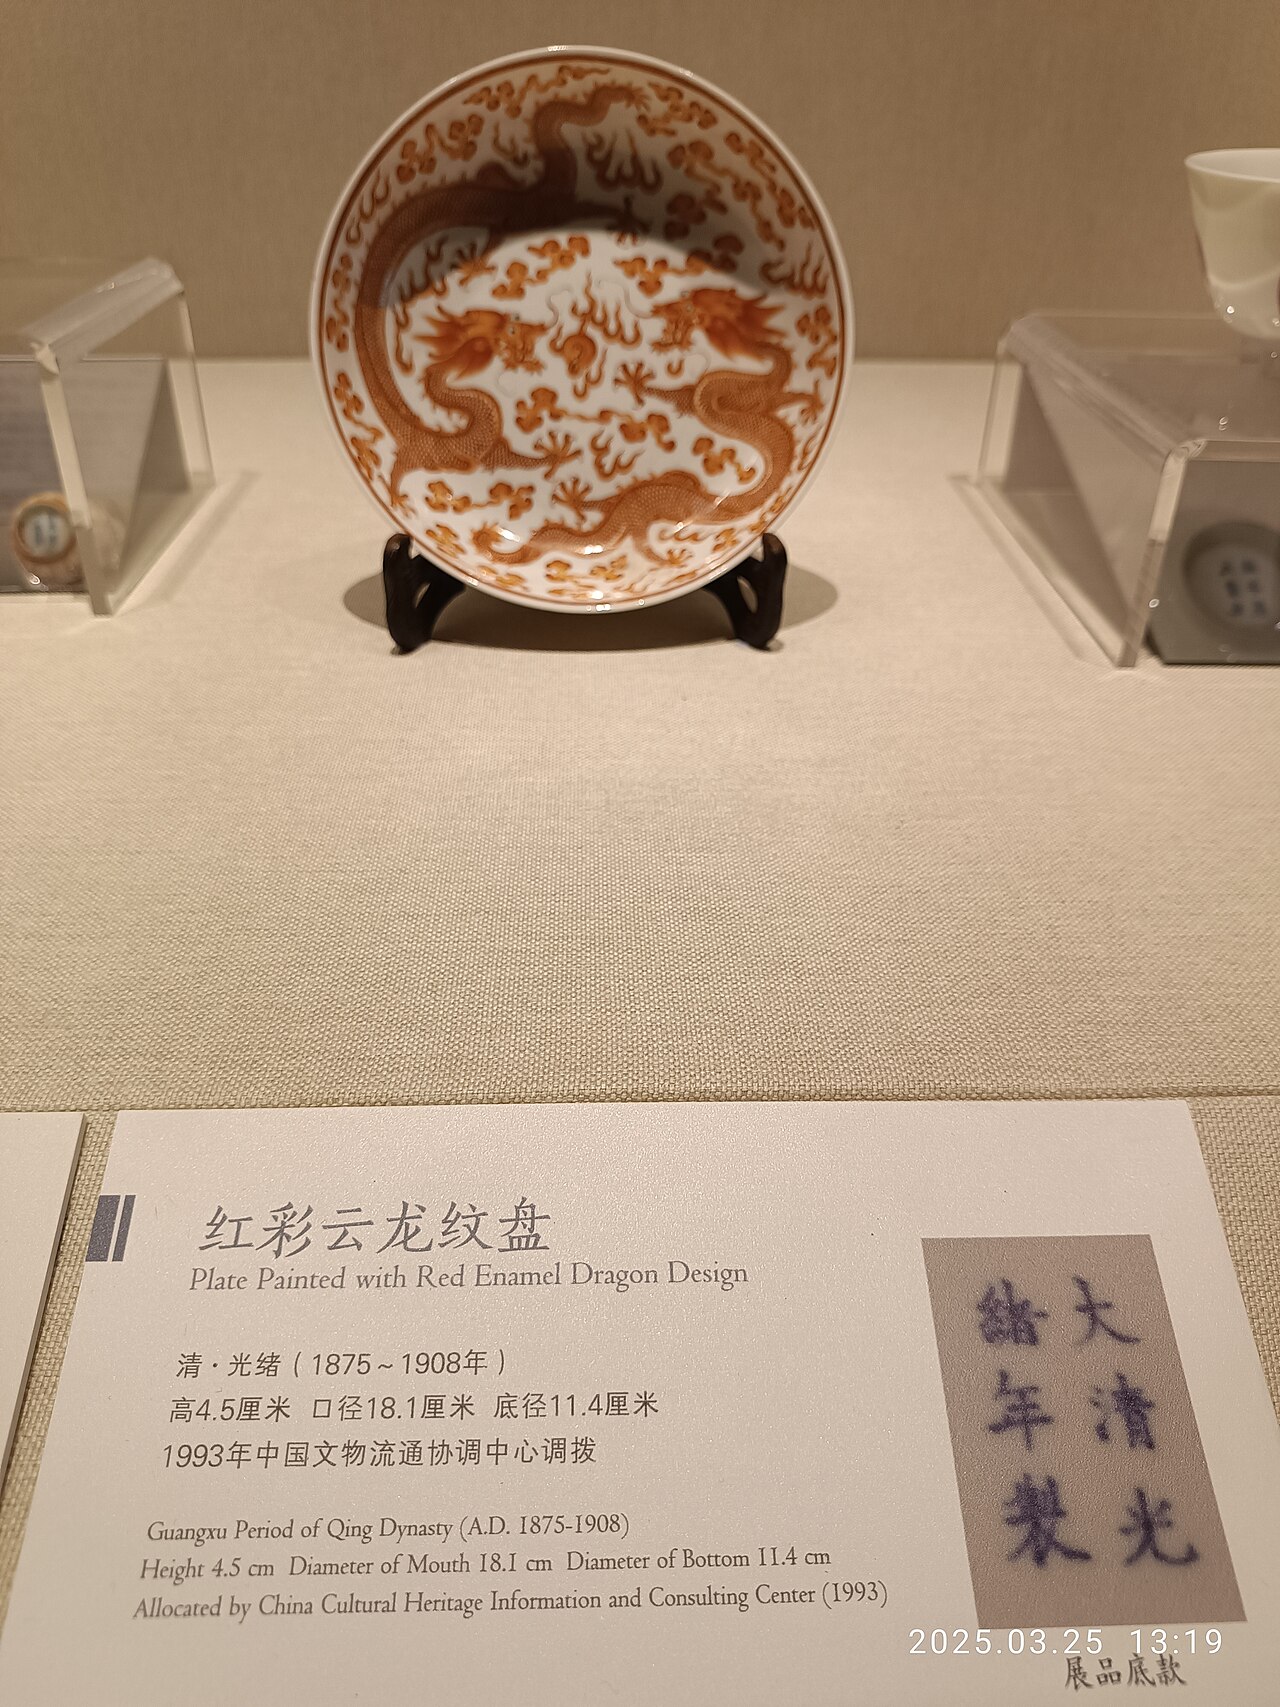 红彩云龙纹盘
Plate Painted with Red Enamel Dragon Design
清·光绪（1875～1908年）
高4.5厘米 口径18.1厘米 底径11.4厘米
1993年中国文物流通协调中心调拨
Guangxu Period of Qing Dynasty (A.D. 1875-1908)
Height 4.5 cm Diameter of Mouth 18.1 cm Diameter of Bottom 11.4 cm
Allocated by China Cultural Heritage Information and Consulting Center (1993)
大清光
緒年製
2025.03.25 13:19
展品底款